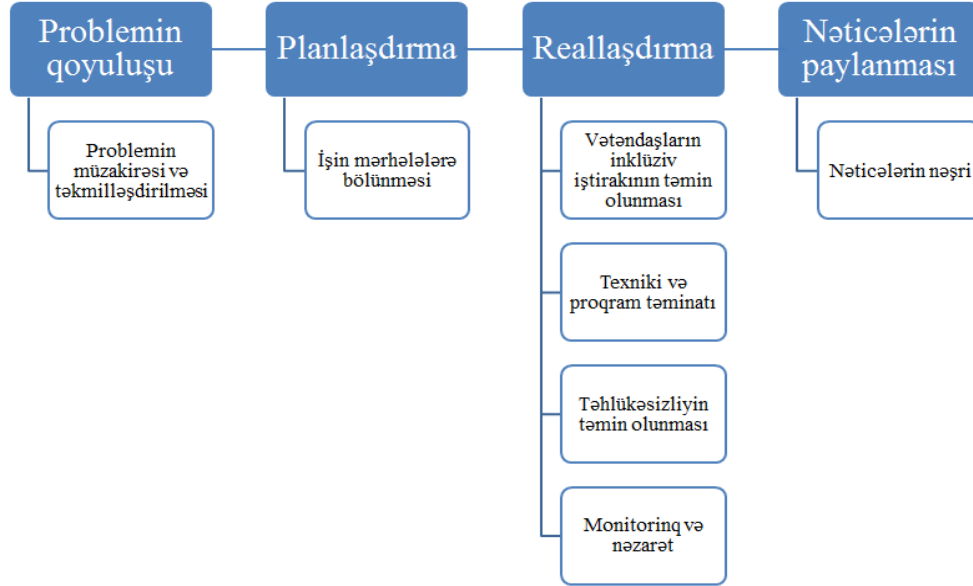 Problemin
qoyuluşu
Problemin
müzakirəsi və
təkmilləşdirilməsi
Planlaşdırma
İşin mərhələlərə
bölünməsi
Reallaşdırma
Vətəndaşların
inklüziv
iştirakının təmin
olunması
Texniki və
proqram təminatı
Təhlükəsizliyin
təmin olunması
Monitorinq və
nəzarət
Nəticələrin
paylanması
Nəticələrin nəşri